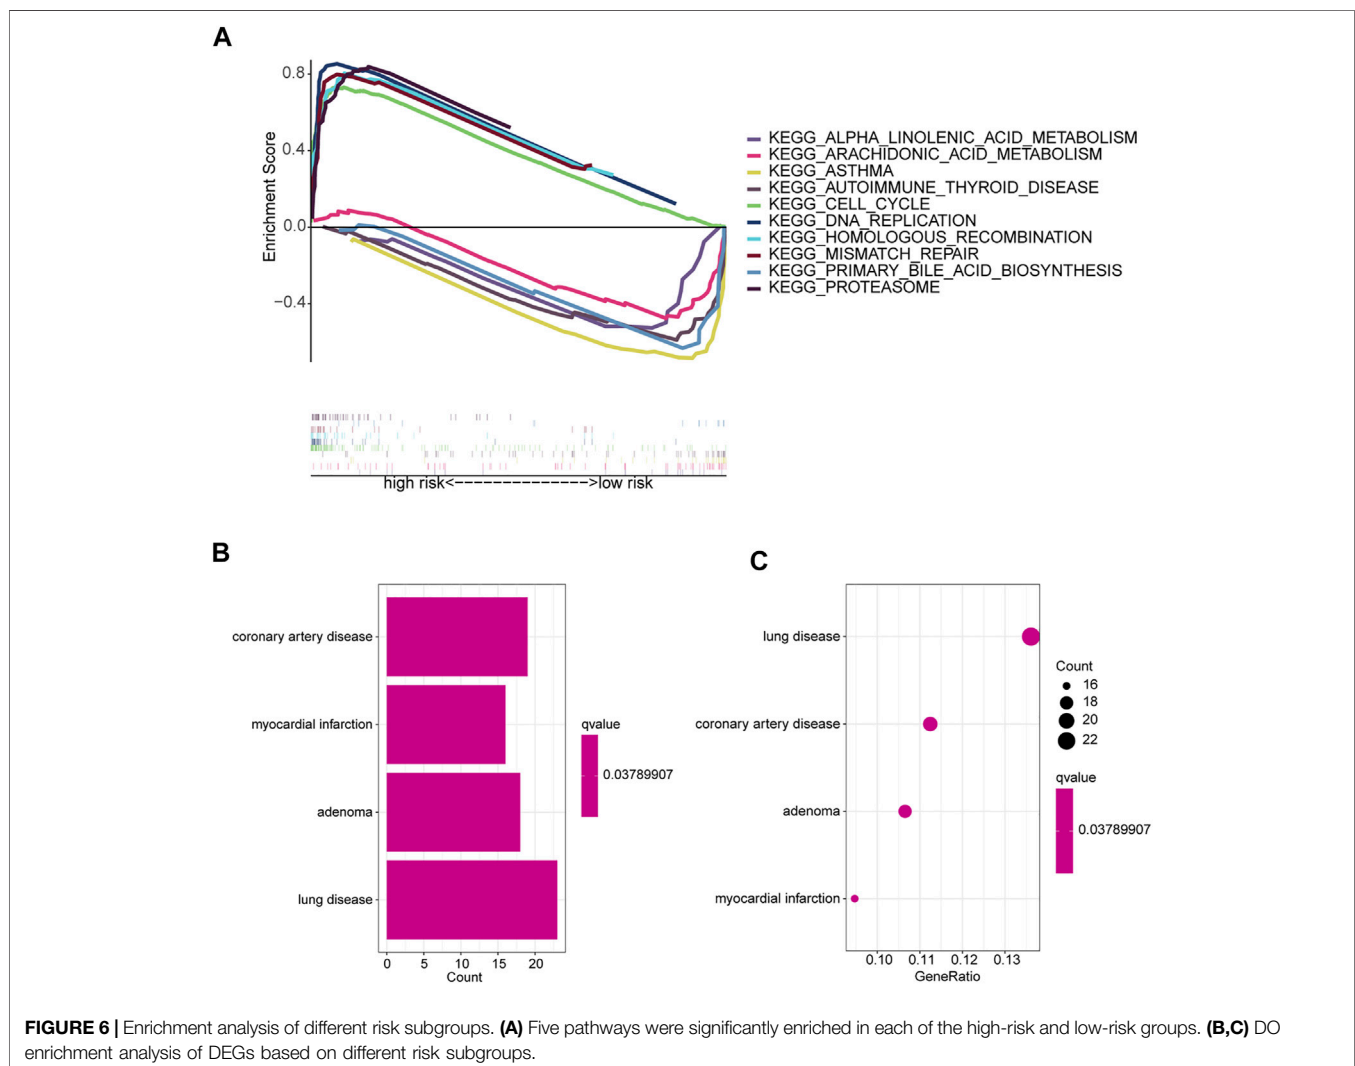 A
Enrichment Score
0.8
0.4
0.0
−0.4
KEGG_ALPHA_LINOLENIC_ACID_METABOLISM
KEGG_ARACHIDONIC_ACID_METABOLISM
KEGG_ASTHMA
KEGG_AUTOIMMUNE_THYROID_DISEASE
KEGG_CELL_CYCLE
KEGG_DNA_REPLICATION
KEGG_HOMOLOGOUS_RECOMBINATION
KEGG_MISMATCH_REPAIR
KEGG_PRIMARY_BILE_ACID_BIOSYNTHESIS
KEGG_PROTEASOME
high risk<--------------->low risk
B
coronary artery disease
myocardial infarction
adenoma
lung disease
0 5 10 15 20
Count
qvalue
0.03789907
C
lung disease
coronary artery disease
adenoma
myocardial infarction
0.10 0.11 0.12 0.13
GeneRatio
Count
16
18
20
22
qvalue
0.03789907
FIGURE 6 | Enrichment analysis of different risk subgroups. (A) Five pathways were significantly enriched in each of the high-risk and low-risk groups. (B,C) DO
enrichment analysis of DEGs based on different risk subgroups.